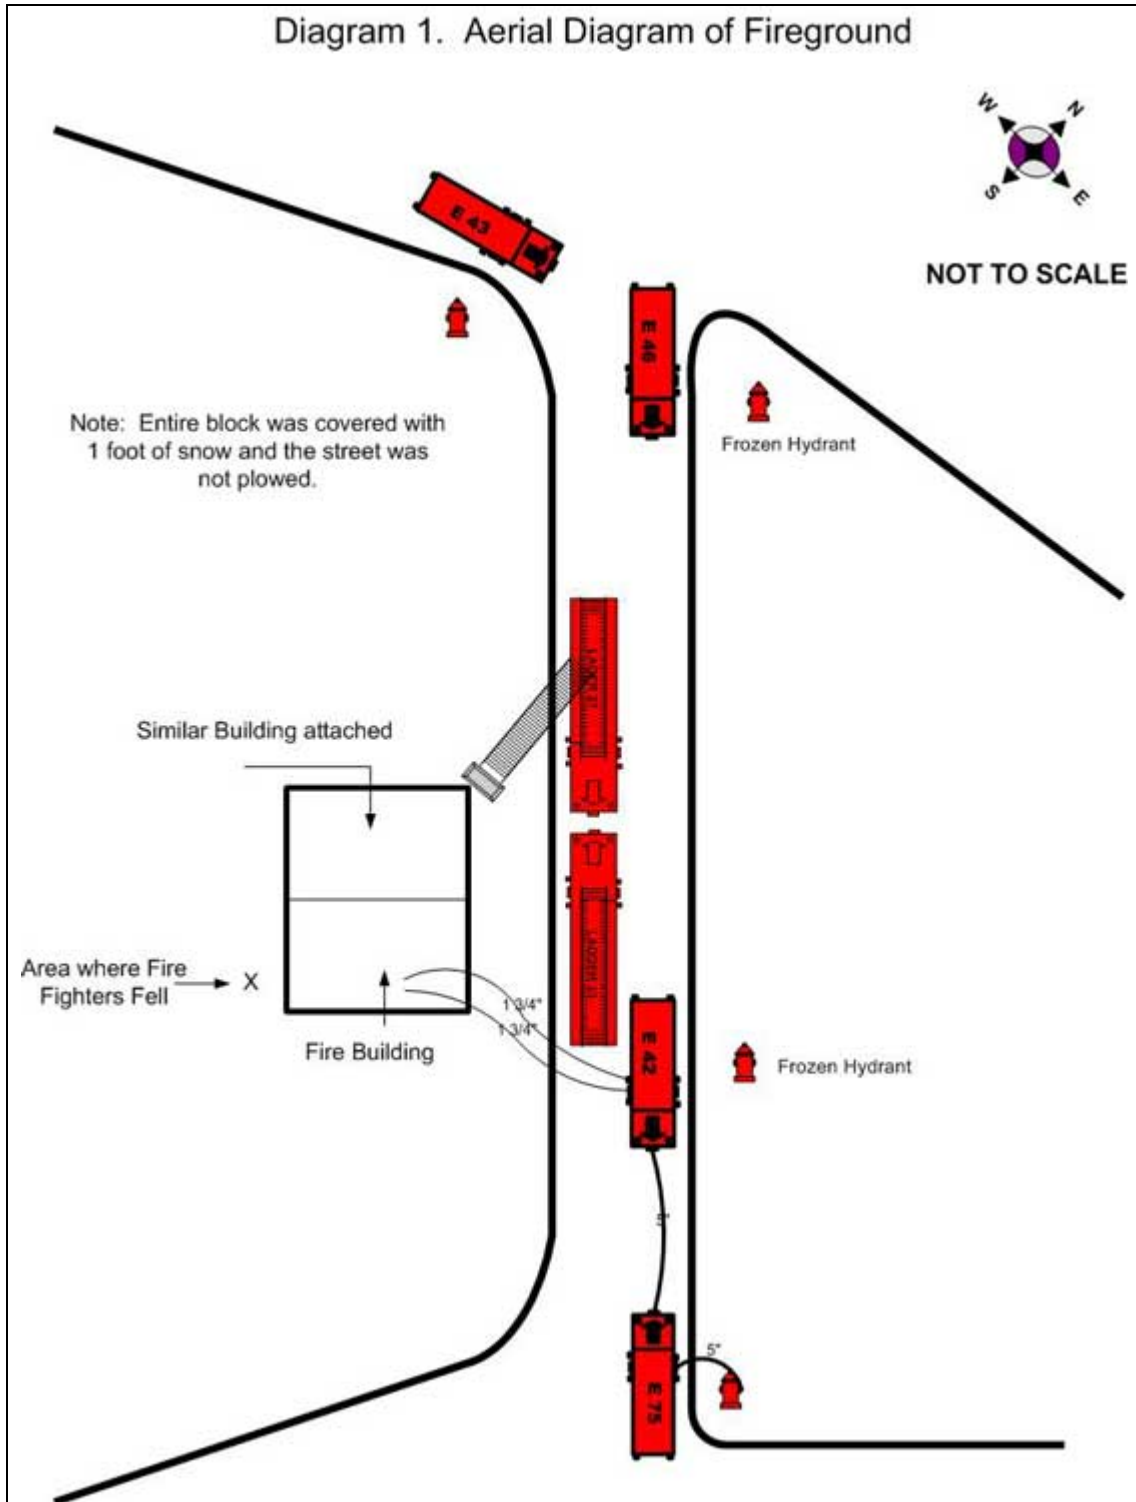 Diagram 1. Aerial Diagram of Fireground
W
N
S
E
NOT TO SCALE
E 43
E 46
Frozen Hydrant
Note: Entire block was covered with
1 foot of snow and the street was
not plowed.
LADDER
Similar Building attached
LADDER
Area where Fire
Fighters Fell
X
1 3/4"
1 3/4"
Fire Building
E 42
Frozen Hydrant
5"
E 75